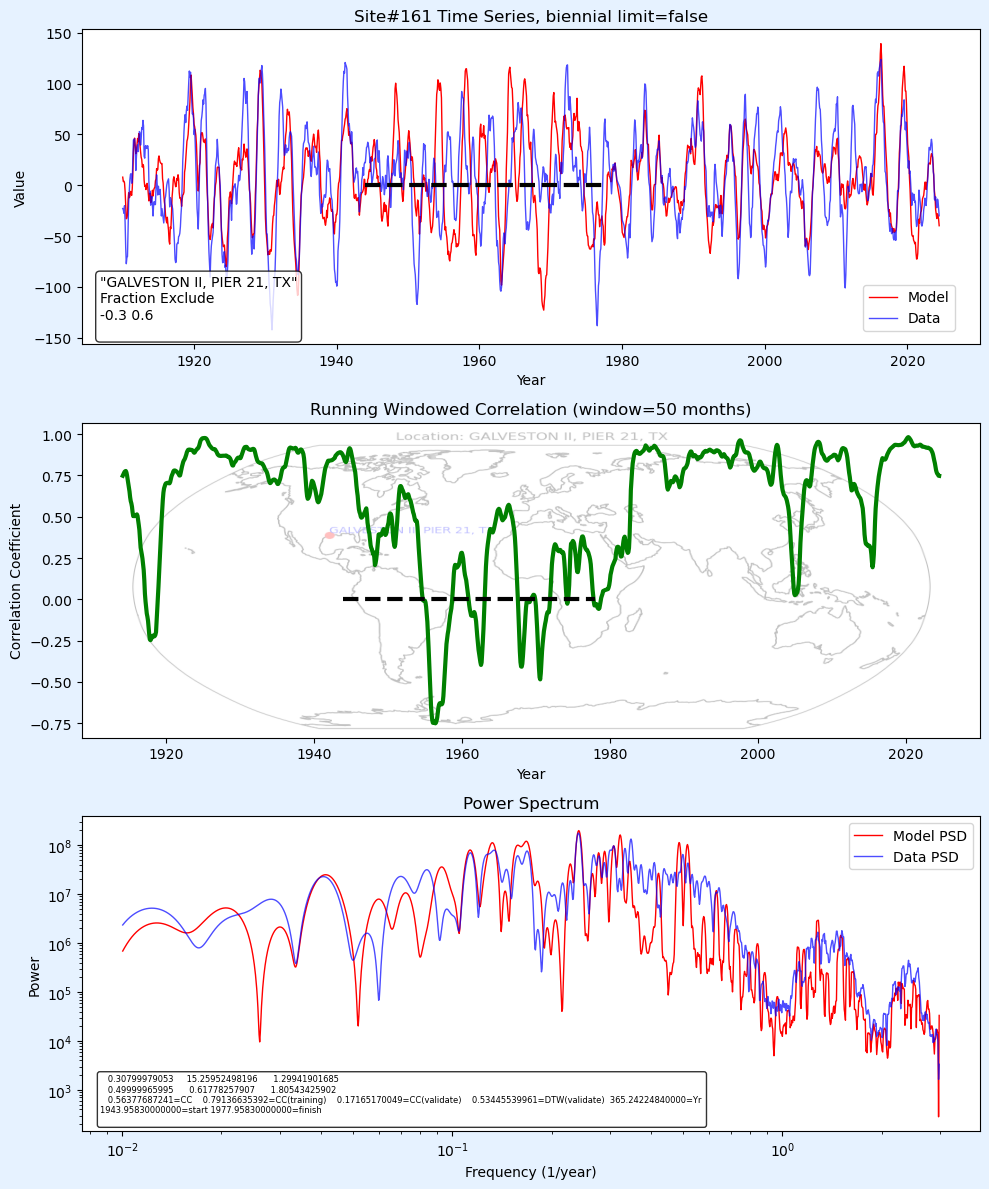 Site#161 Time Series, biennial limit=false
Value
150
100
50
0
−50
−100
−150
"GALVESTON II, PIER 21, TX"
Fraction Exclude
-0.3 0.6
Model
Data
1920
1940
1960
1980
2000
2020
Year
Running Windowed Correlation (window=50 months)
Correlation Coefficient
1.00
0.75
0.50
0.25
0.00
−0.25
−0.50
−0.75
Location: GALVESTON II, PIER 21, TX
GALVESTON II, PIER 21, TX
1920
1940
1960
1980
2000
2020
Year
Power Spectrum
Power
10⁸
10⁷
10⁶
10⁵
10⁴
10³
Model PSD
Data PSD
0.30799979053 15.25952498196 1.29941901685
0.49999965995 0.61778257907 1.80543425902
0.56377687241=CC 0.79136635392=CC(training) 0.17165170049=CC(validate) 0.53445539961=DTW(validate) 365.24224840000=Yr
1943.95830000000=start 1977.95830000000=finish
10⁻²
10⁻¹
10⁰
Frequency (1/year)